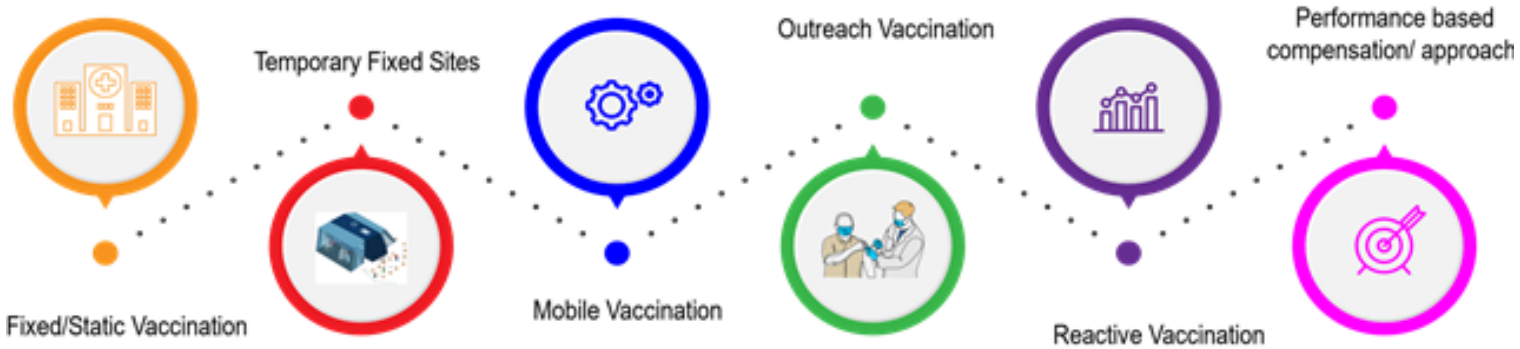 Fixed/Static Vaccination
Temporary Fixed Sites
Mobile Vaccination
Outreach Vaccination
Reactive Vaccination
Performance based
compensation/ approach